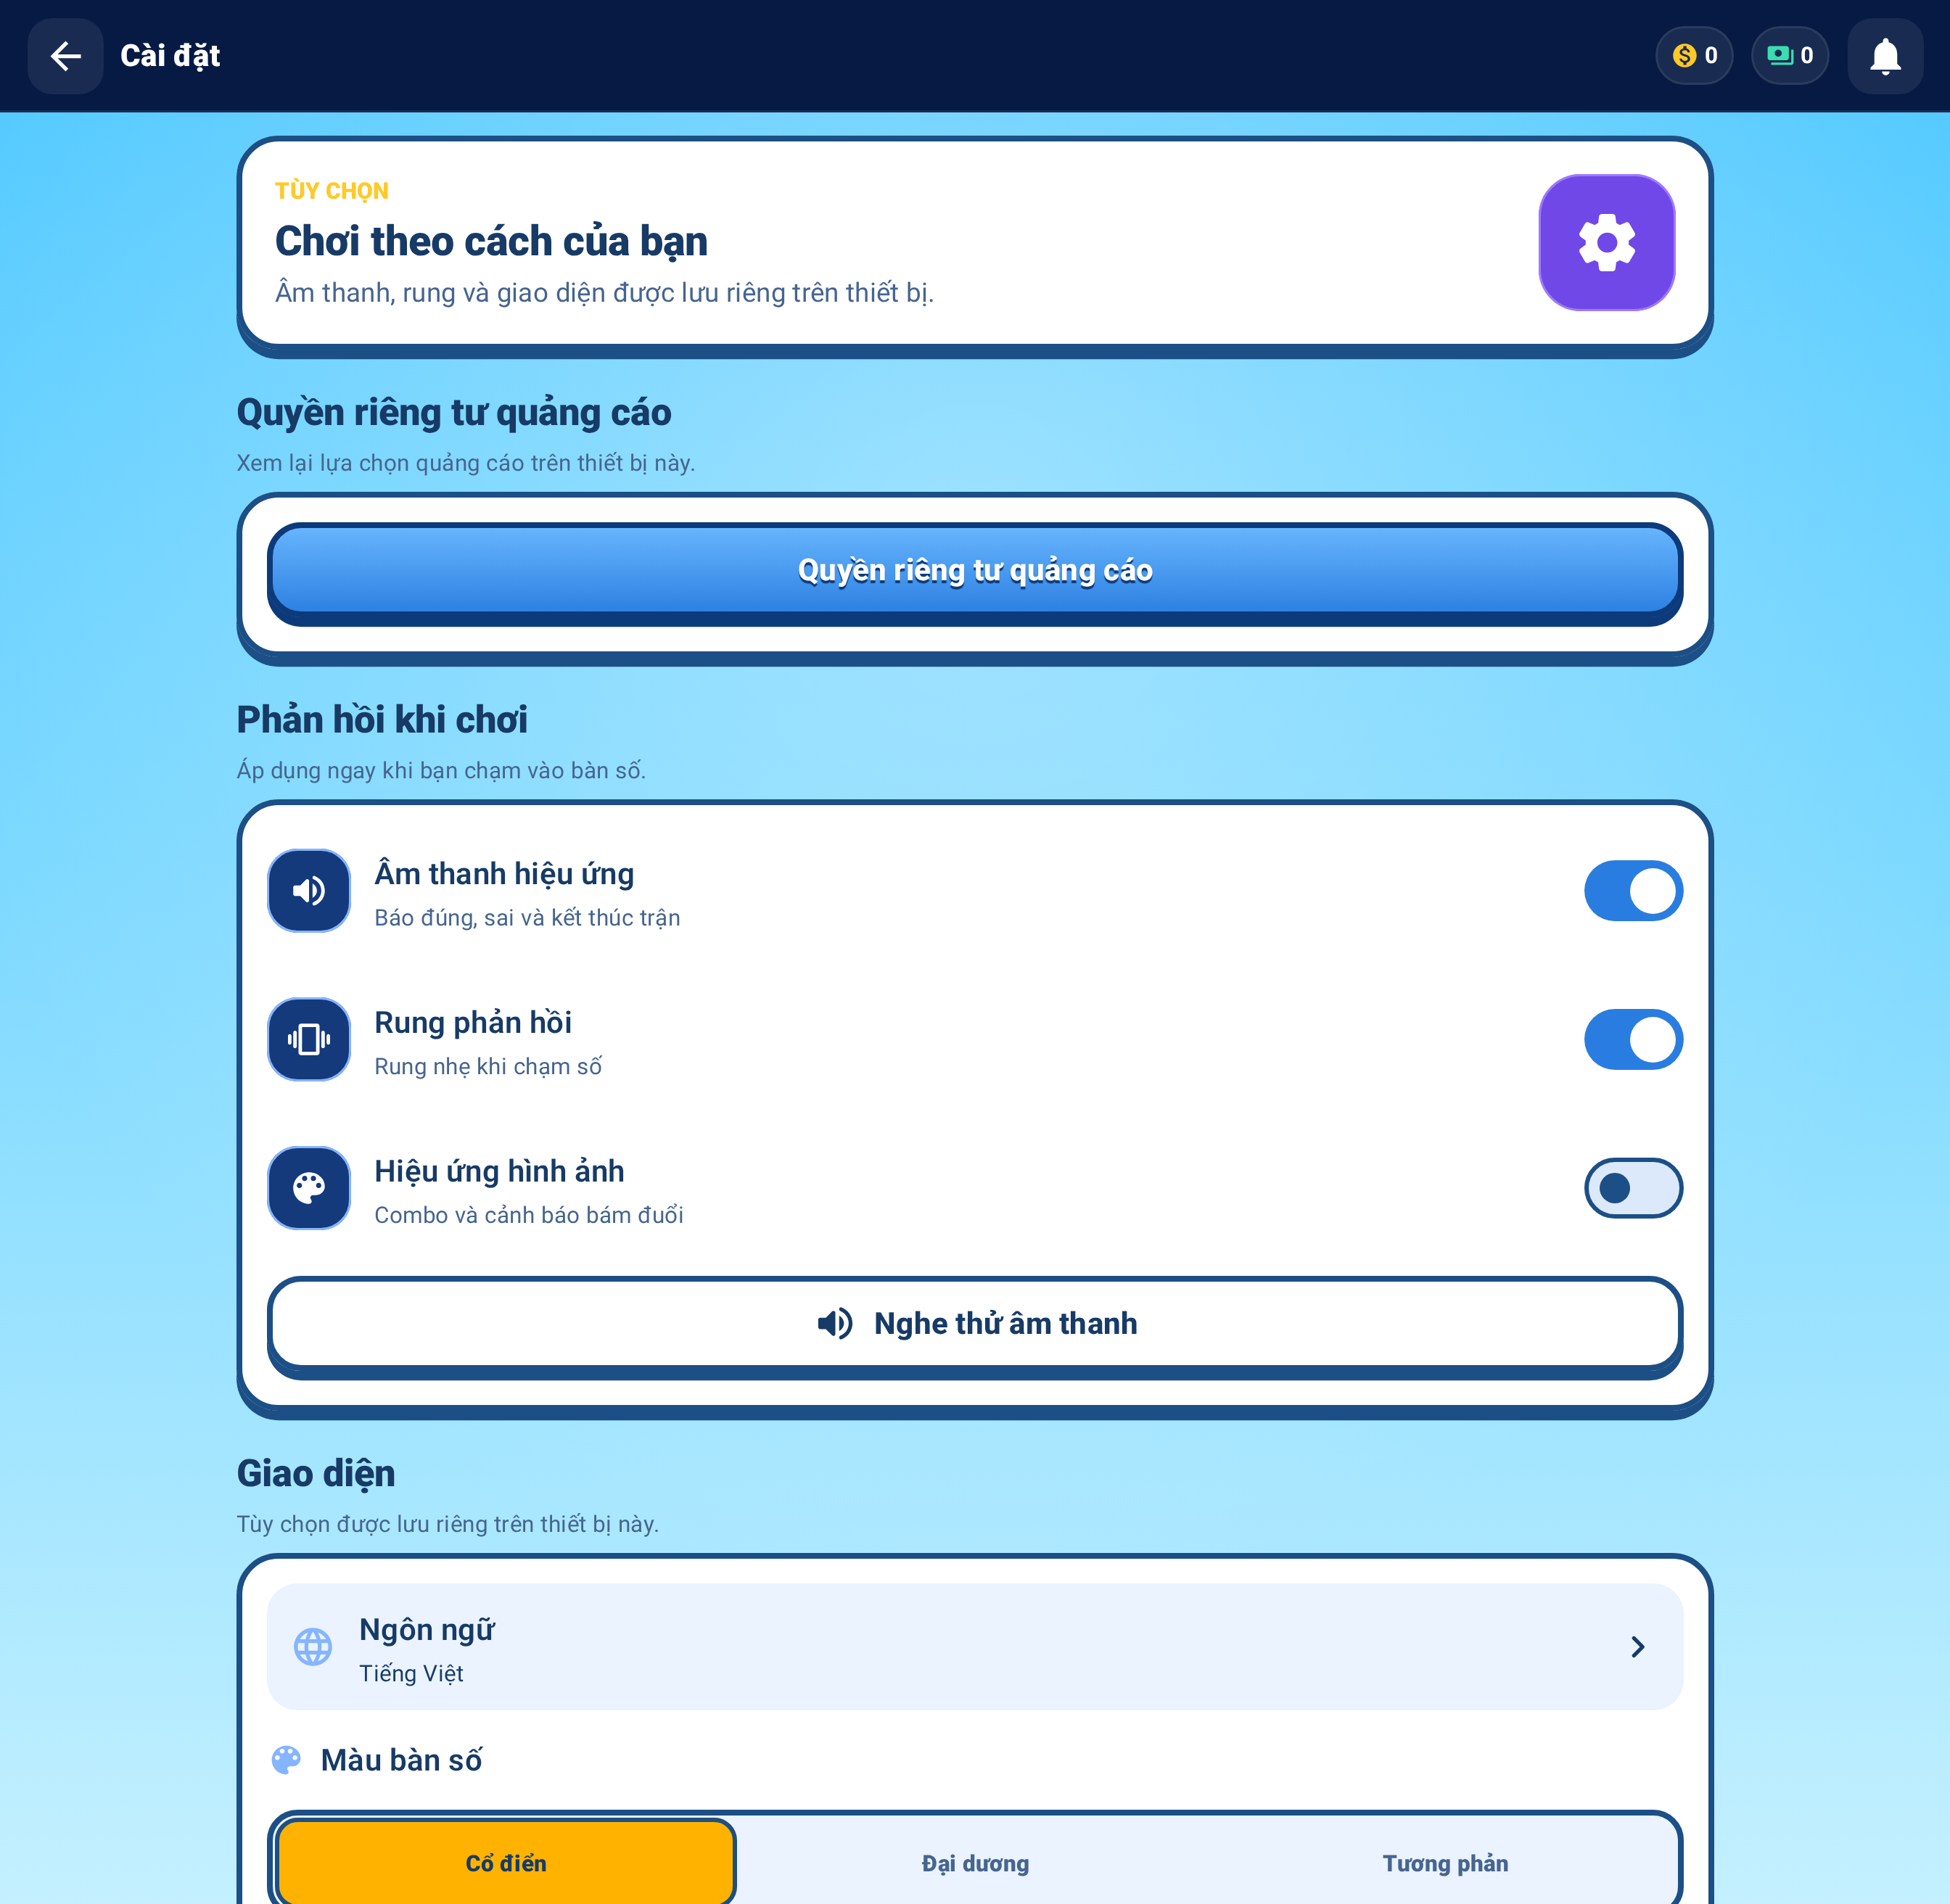 Cài đặt
0
0
TÙY CHỌN
Chơi theo cách của bạn
Âm thanh, rung và giao diện được lưu riêng trên thiết bị.
Quyền riêng tư quảng cáo
Xem lại lựa chọn quảng cáo trên thiết bị này.
Quyền riêng tư quảng cáo
Phản hồi khi chơi
Áp dụng ngay khi bạn chạm vào bàn số.
Âm thanh hiệu ứng
Báo đúng, sai và kết thúc trận
Rung phản hồi
Rung nhẹ khi chạm số
Hiệu ứng hình ảnh
Combo và cảnh báo bám đuổi
Nghe thử âm thanh
Giao diện
Tùy chọn được lưu riêng trên thiết bị này.
Ngôn ngữ
Tiếng Việt
Màu bàn số
Cổ điển
Đại dương
Tương phản